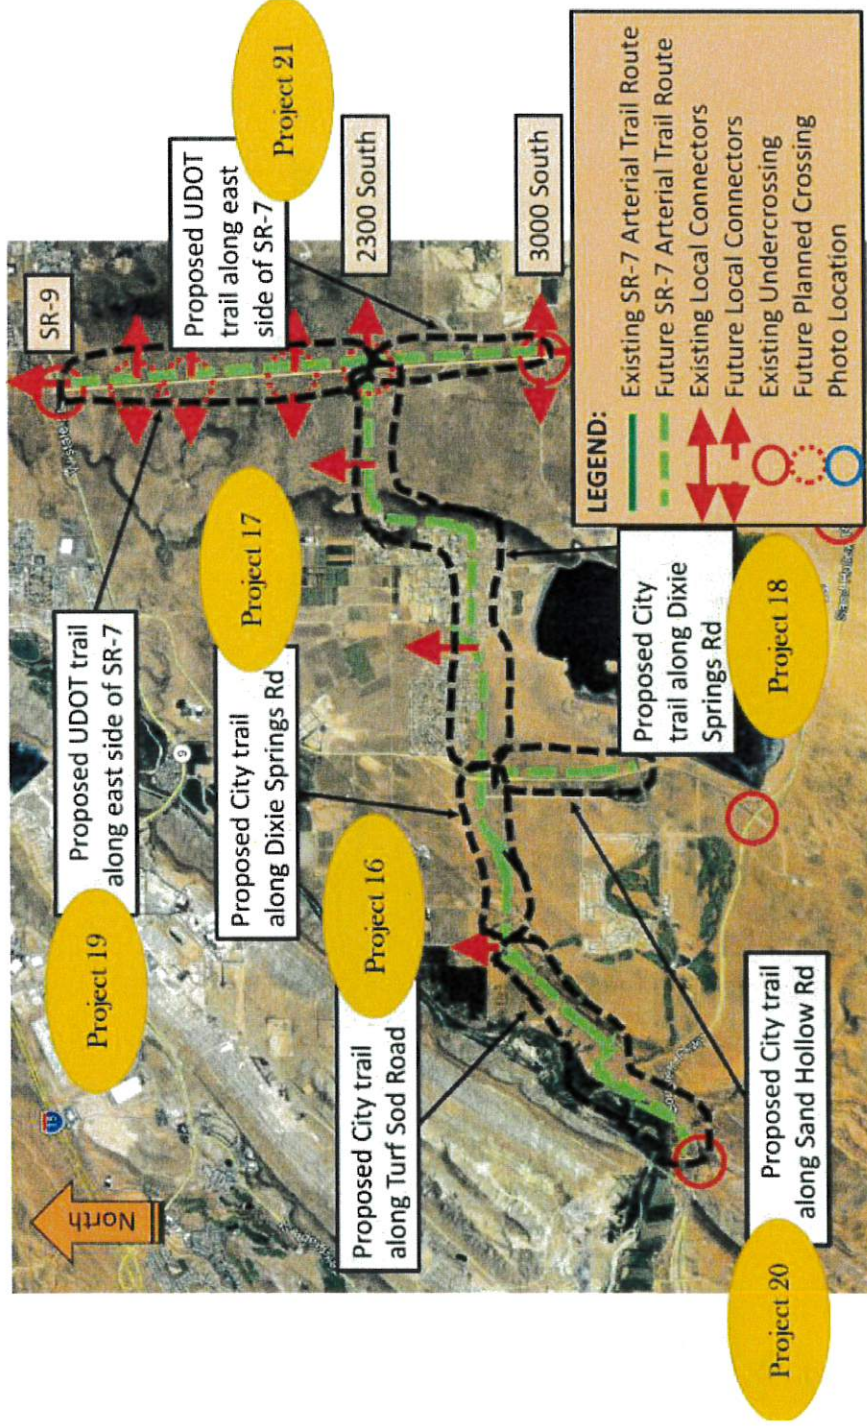 North
15
Project 19
Proposed UDOT trail
along east side of SR-7
SR-9
9
Project 17
Proposed City trail
along Dixie Springs Rd
Proposed UDOT
trail along east
side of SR-7
Project 21
Project 16
Proposed City trail
along Turf Sod Road
2300 South
3000 South
Proposed City
trail along Dixie
Springs Rd
Project 18
Proposed City trail
along Sand Hollow Rd
Project 20
LEGEND:
Existing SR-7 Arterial Trail Route
Future SR-7 Arterial Trail Route
Existing Local Connectors
Future Local Connectors
Existing Undercrossing
Future Planned Crossing
Photo Location